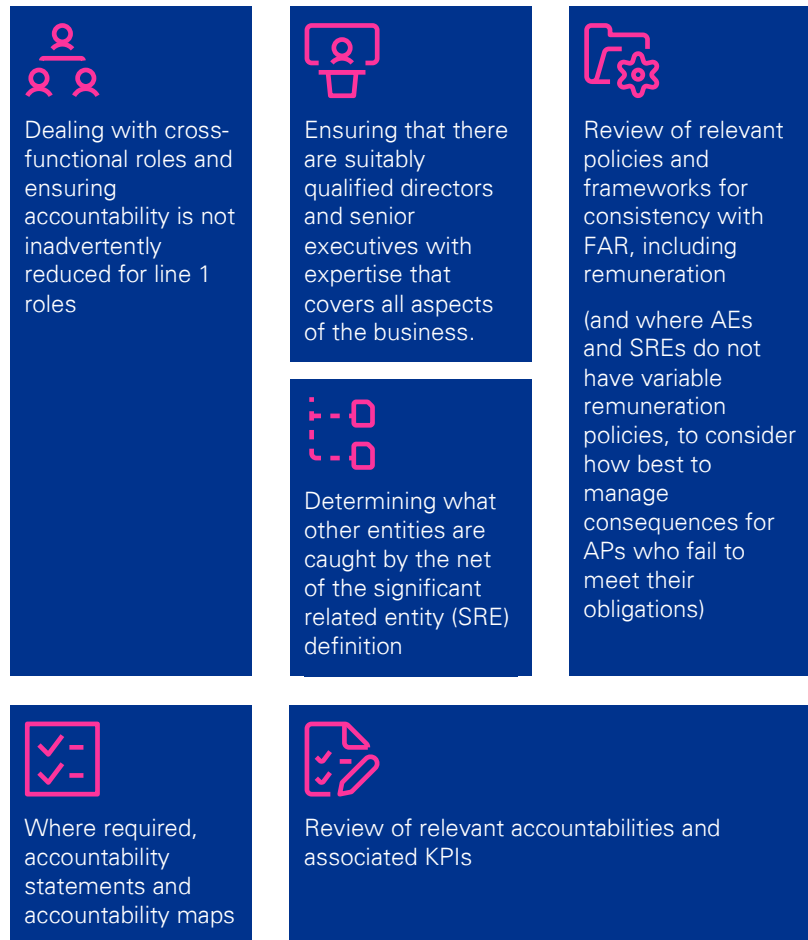 Dealing with cross-
functional roles and
ensuring
accountability is not
inadvertently
reduced for line 1
roles
Ensuring that there
are suitably
qualified directors
and senior
executives with
expertise that
covers all aspects
of the business.
Determining what
other entities are
caught by the net
of the significant
related entity (SRE)
definition
Review of relevant
policies and
frameworks for
consistency with
FAR, including
remuneration
(and where AEs
and SREs do not
have variable
remuneration
policies, to consider
how best to
manage
consequences for
APs who fail to
meet their
obligations)
Where required,
accountability
statements and
accountability maps
Review of relevant accountabilities and
associated KPIs